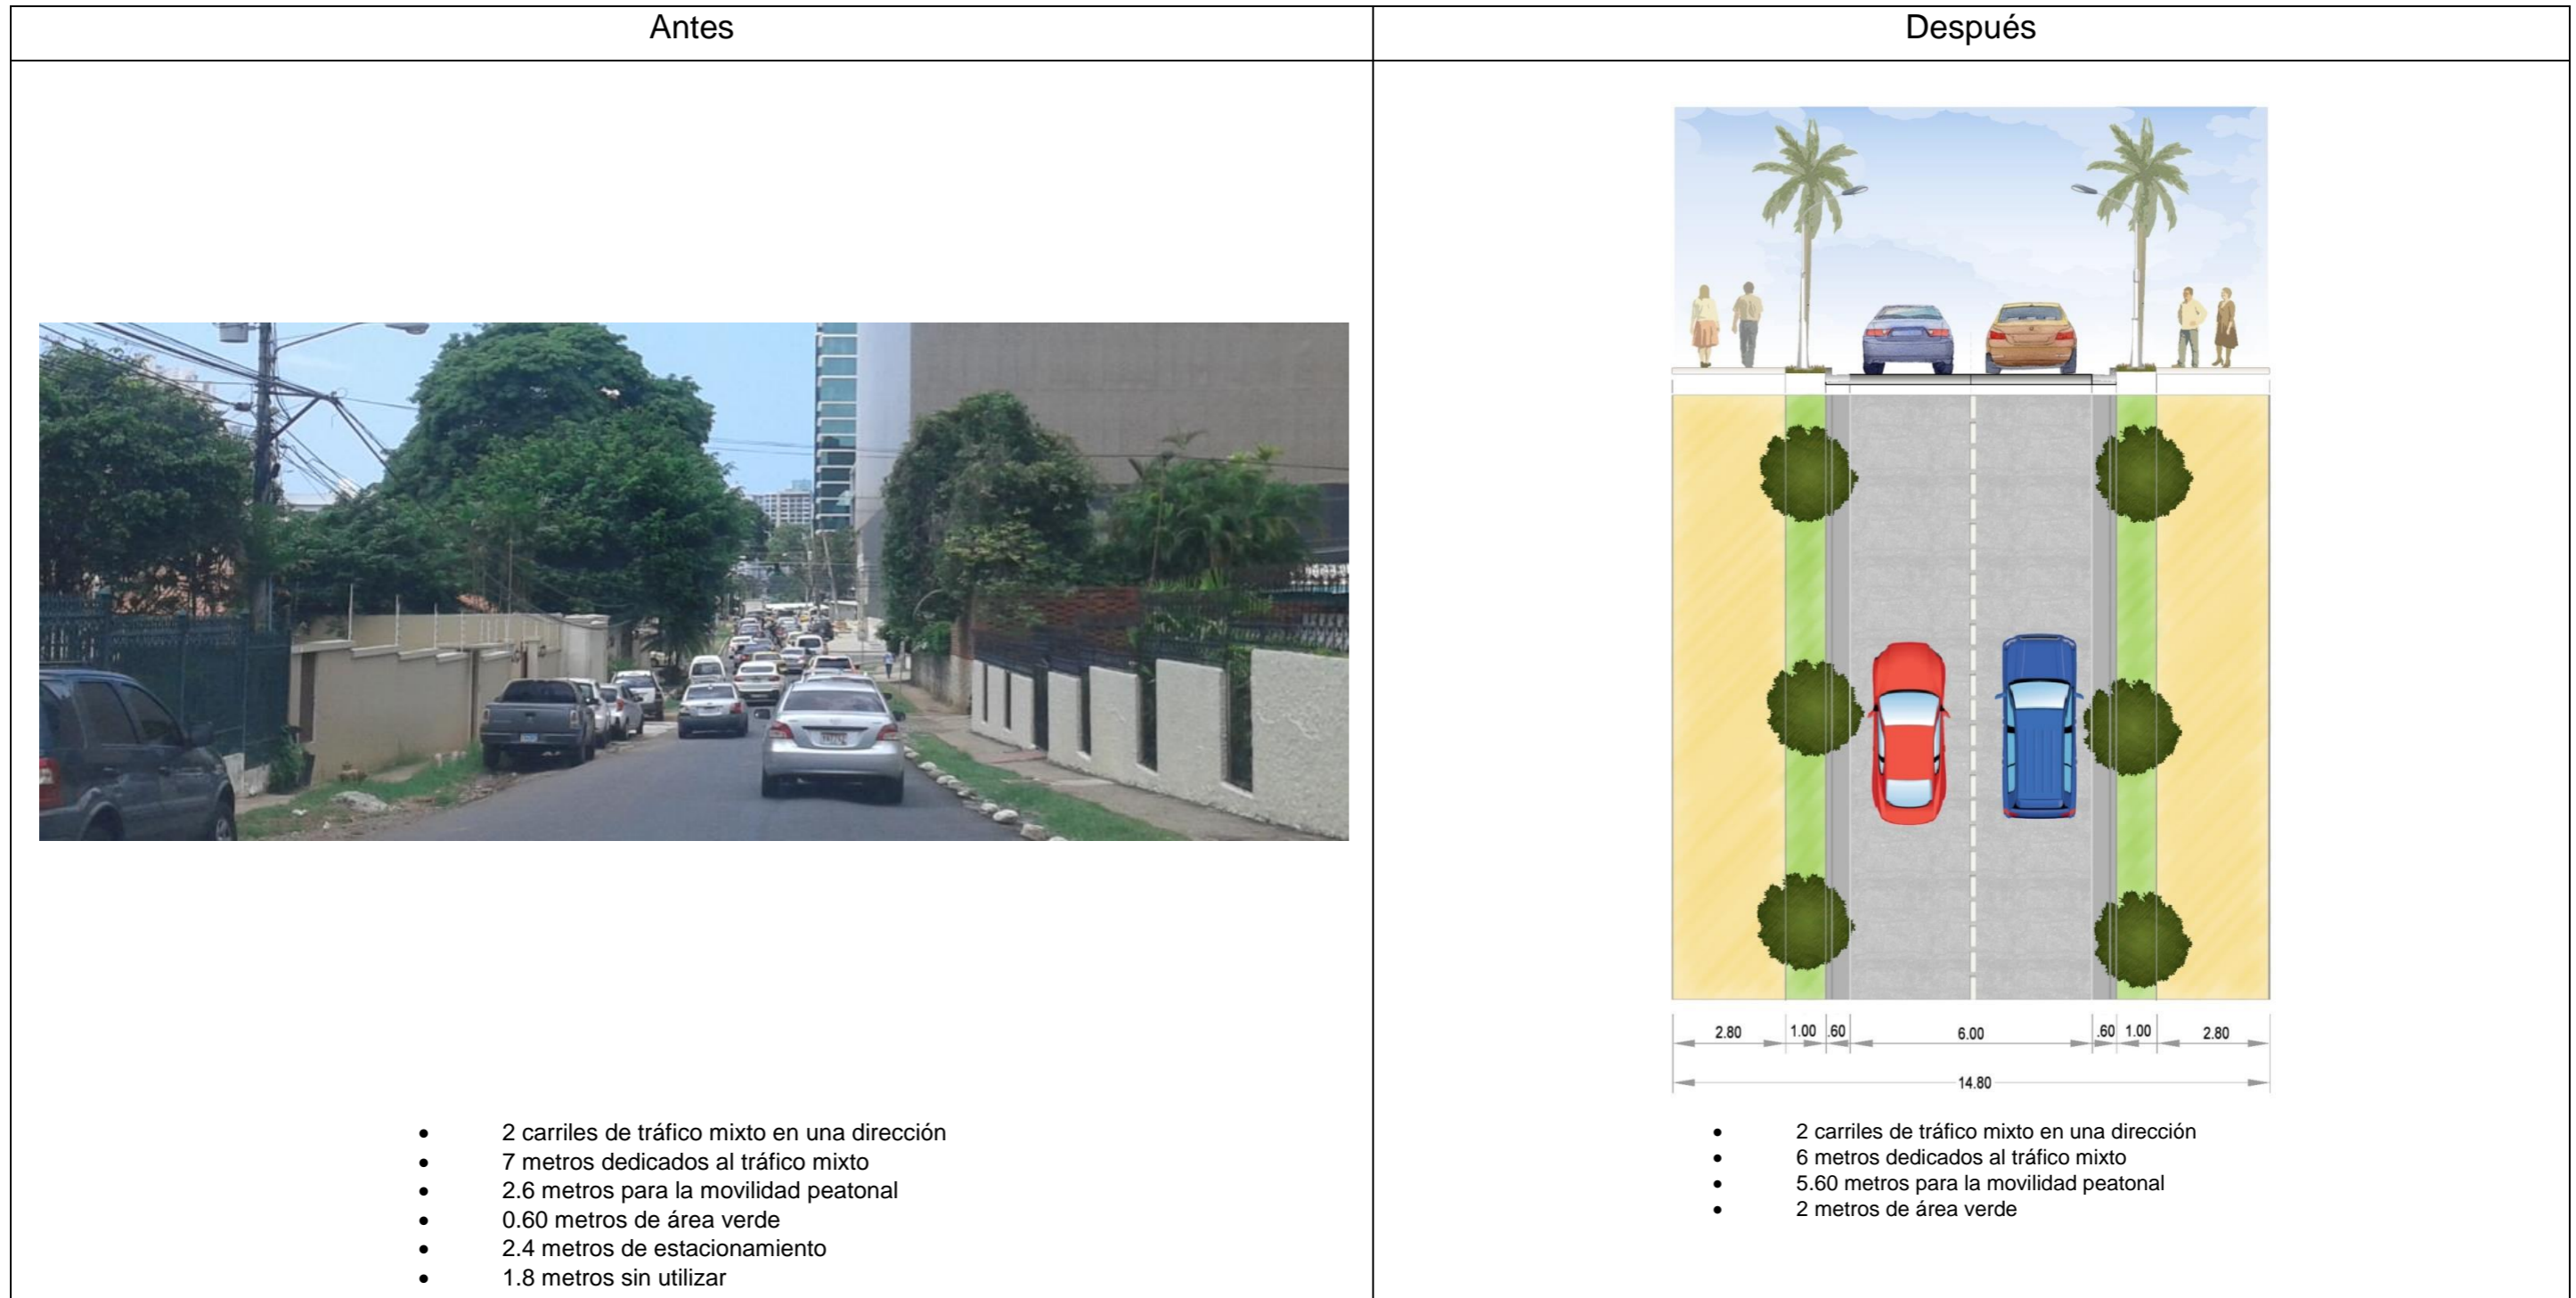 Antes
Después
2.80 1.00 .60 6.00 .60 1.00 2.80
14.80
• 2 carriles de tráfico mixto en una dirección
• 7 metros dedicados al tráfico mixto
• 2.6 metros para la movilidad peatonal
• 0.60 metros de área verde
• 2.4 metros de estacionamiento
• 1.8 metros sin utilizar
• 2 carriles de tráfico mixto en una dirección
• 6 metros dedicados al tráfico mixto
• 5.60 metros para la movilidad peatonal
• 2 metros de área verde